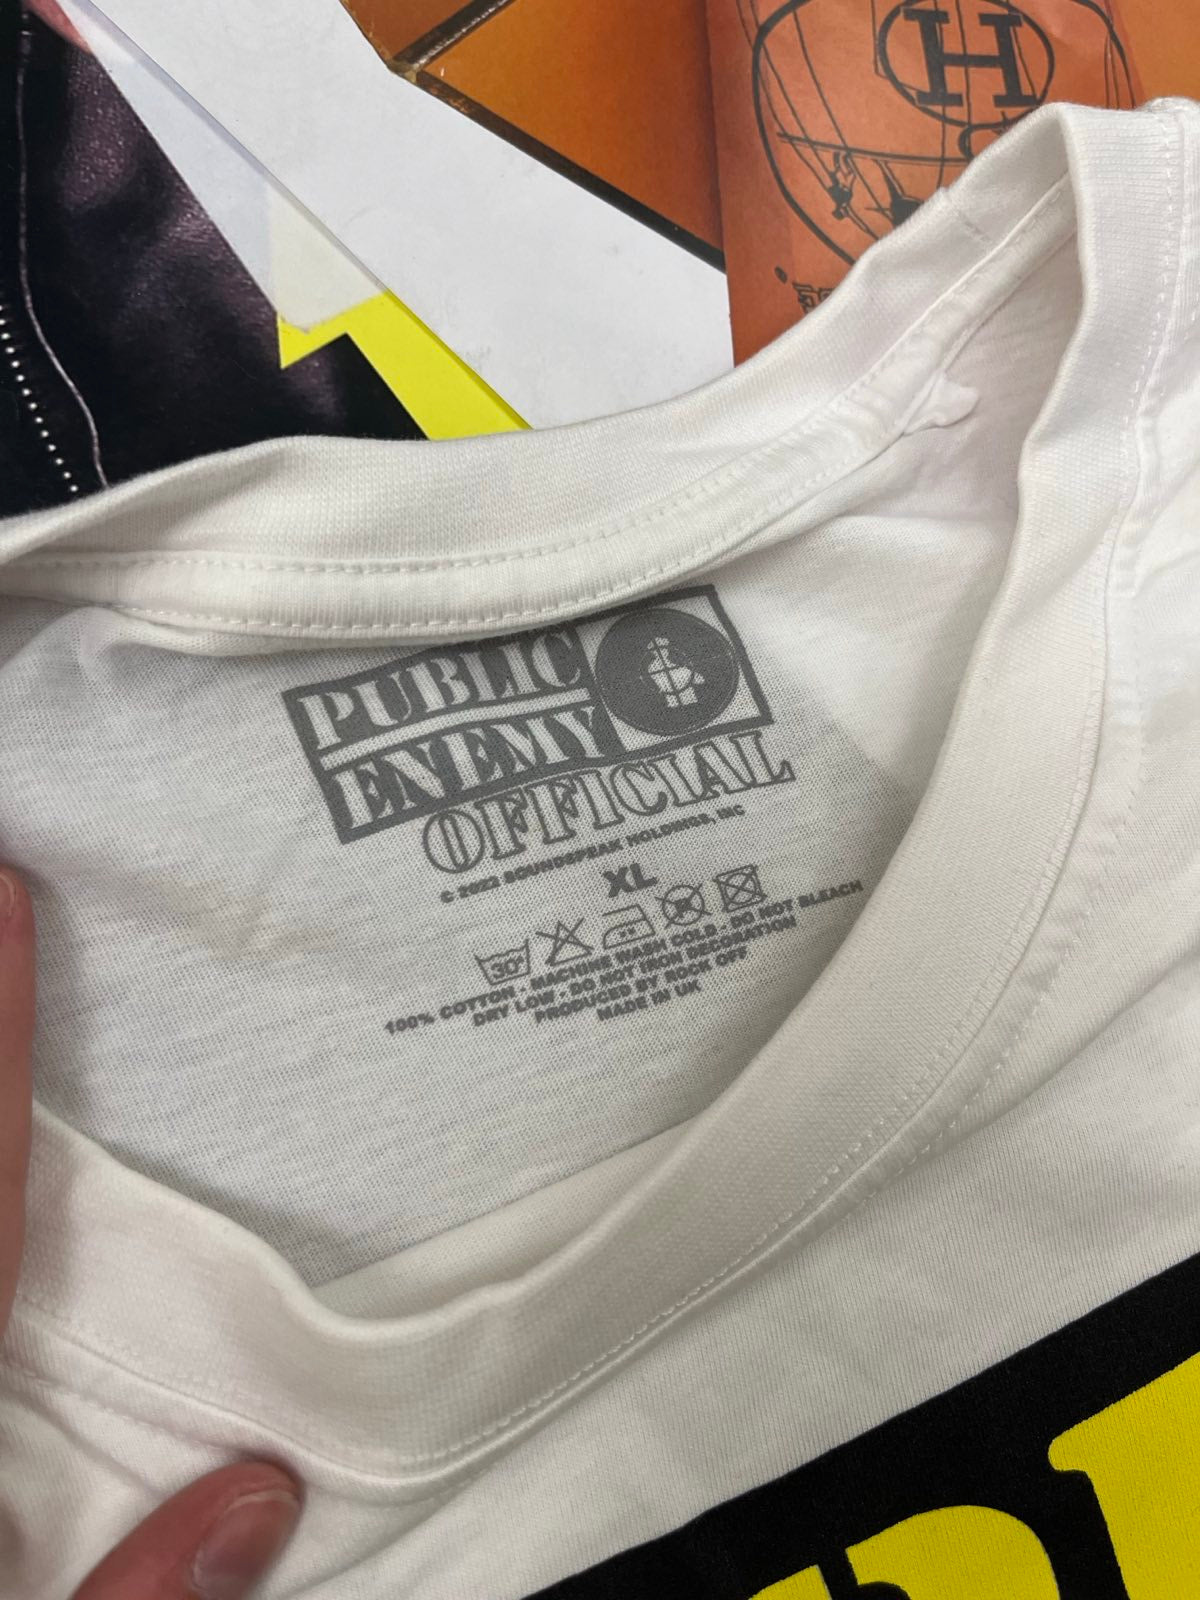 H
PUBLIC
ENEMY
OFFICIAL
© 2022 SOUNDSPEAK HOLDINGS, INC
XL
30°
100% COTTON - MACHINE WASH COLD - DO NOT BLEACH
DRY LOW - DO NOT IRON DECORATION
PRODUCED BY ROCK OFF
MADE IN UK